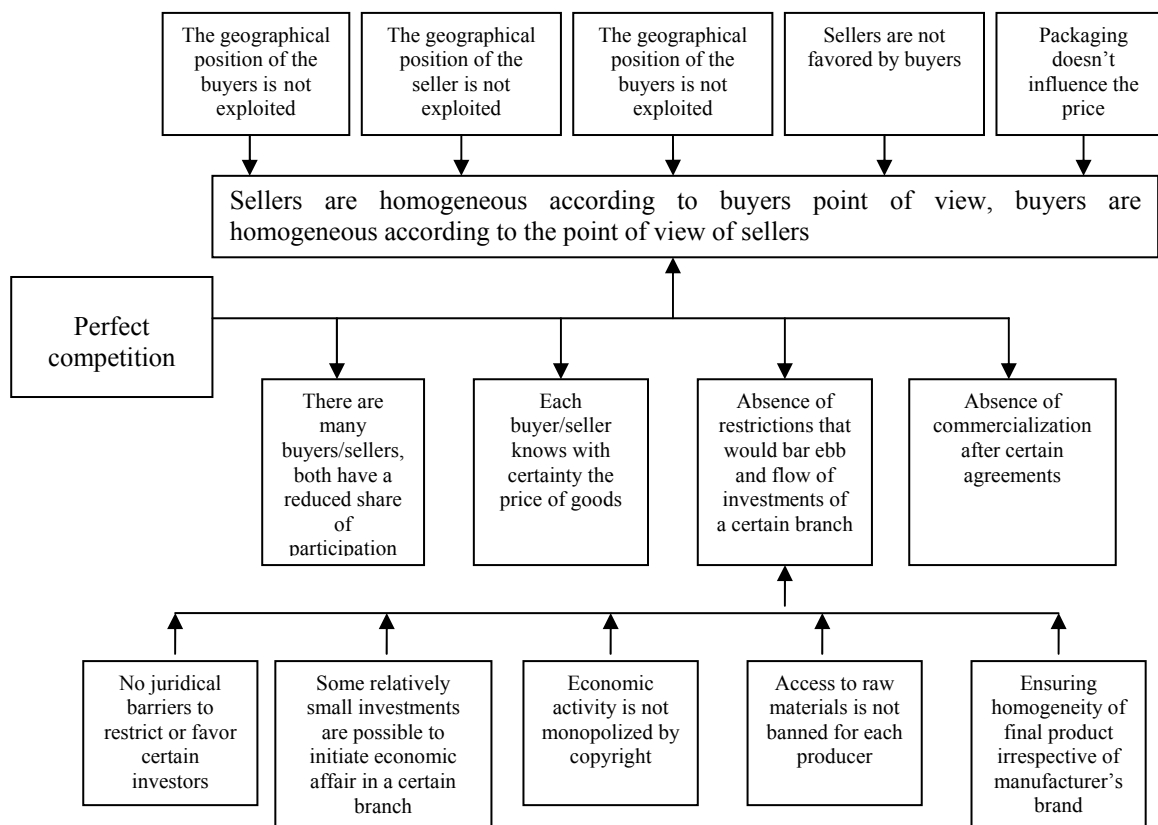 The geographical
position of the
buyers is not
exploited
The geographical
position of the
seller is not
exploited
The geographical
position of the
buyers is not
exploited
Sellers are not
favored by buyers
Packaging
doesn’t
influence the
price
Sellers are homogeneous according to buyers point of view, buyers are
homogeneous according to the point of view of sellers
Perfect
competition
There are
many
buyers/sellers,
both have a
reduced share
of
participation
Each
buyer/seller
knows with
certainty the
price of goods
Absence of
restrictions that
would bar ebb
and flow of
investments of
a certain branch
Absence of
commercialization
after certain
agreements
No juridical
barriers to
restrict or favor
certain
investors
Some relatively
small investments
are possible to
initiate economic
affair in a certain
branch
Economic
activity is not
monopolized by
copyright
Access to raw
materials is not
banned for each
producer
Ensuring
homogeneity of
final product
irrespective of
manufacturer’s
brand